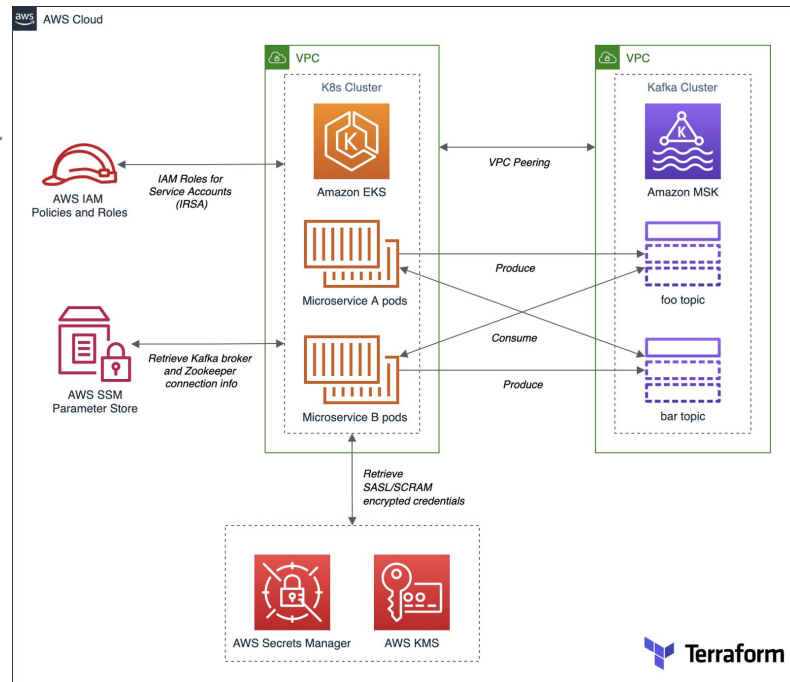 aws
AWS Cloud
VPC
VPC
K8s Cluster
Kafka Cluster
K
Amazon EKS
K
Amazon MSK
IAM Roles for
Service Accounts
(IRSA)
AWS IAM
Policies and Roles
VPC Peering
Microservice A pods
Produce
foo topic
Consume
AWS SSM
Parameter Store
Retrieve Kafka broker
and Zookeeper
connection info
Microservice B pods
Produce
bar topic
Retrieve
SASL/SCRAM
encrypted credentials
AWS Secrets Manager
AWS KMS
Terraform